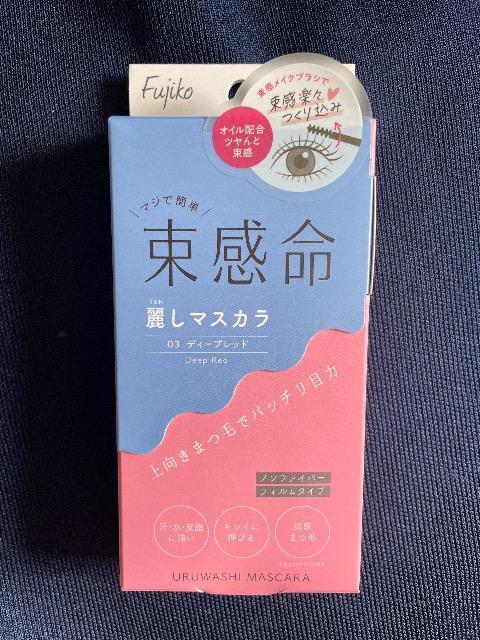 Fujiko
束感メイクブラシで
束感楽々
つくり込み
オイル配合
ツヤんと
束感
マジで簡単
束感命
うるわ
麗しマスカラ
03 ディープレッド
Deep Red
上向きまつ毛でパッチリ目力
ノンファイバー
フィルムタイプ
汗・水・皮脂
に強い
キレイに
伸びる
束感
まつ毛
URUWASHI MASCARA